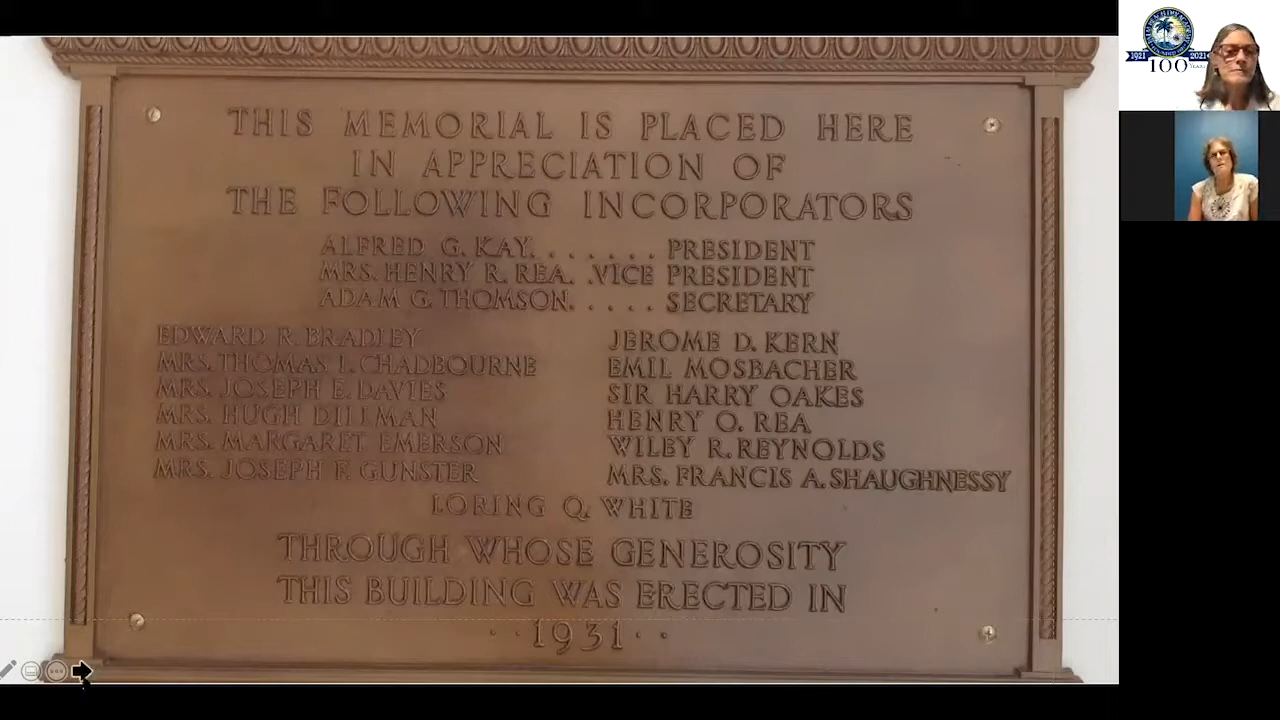 THIS MEMORIAL IS PLACED HERE
IN APPRECIATION OF
THE FOLLOWING INCORPORATORS
ALFRED G. KAY. . . . . . . PRESIDENT
MRS. HENRY R. REA. . VICE PRESIDENT
ADAM G. THOMSON. . . . . SECRETARY
EDWARD R. BRADLEY
MRS. THOMAS L. CHADBOURNE
MRS. JOSEPH E. DAVIES
MRS. HUGH DILLMAN
MRS. MARGARET EMERSON
MRS. JOSEPH F. GUNSTER
JEROME D. KERN
EMIL MOSBACHER
SIR HARRY OAKES
HENRY O. REA
WILEY R. REYNOLDS
MRS. FRANCIS A. SHAUGHNESSY
LORING Q. WHITE
THROUGH WHOSE GENEROSITY
THIS BUILDING WAS ERECTED IN
· · 1931 · ·
1921 2021
100